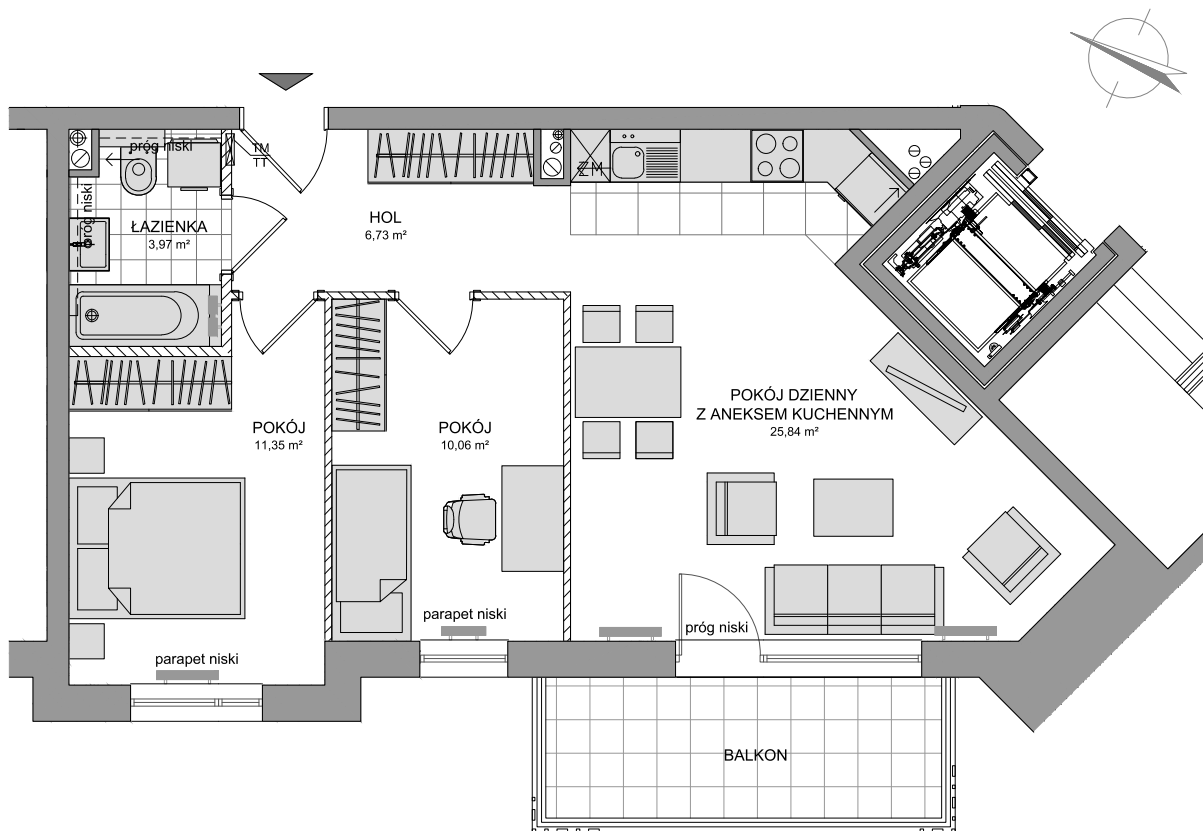 próg niski
TM
TT
ZM
próg niski
ŁAZIENKA
3,97 m²
HOL
6,73 m²
POKÓJ
11,35 m²
POKÓJ
10,06 m²
POKÓJ DZIENNY
Z ANEKSEM KUCHENNYM
25,84 m²
parapet niski
próg niski
parapet niski
BALKON